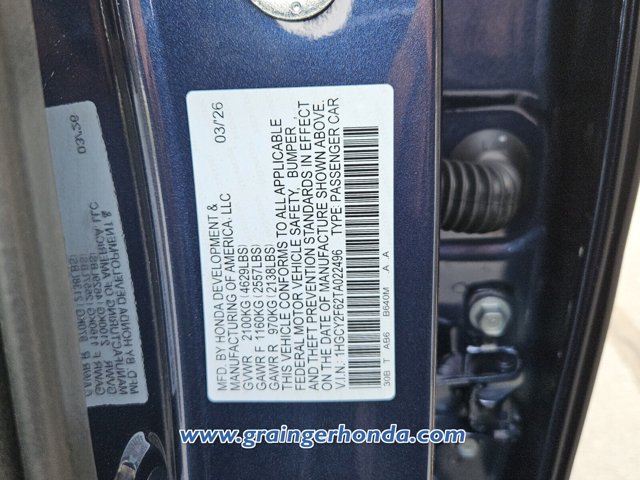 MFD. BY HONDA DEVELOPMENT & 03/'26
MANUFACTURING OF AMERICA, LLC
GVWR 2100KG (4629LBS)
GAWR F 1160KG (2557LBS)
GAWR R 970KG (2138LBS)
THIS VEHICLE CONFORMS TO ALL APPLICABLE
FEDERAL MOTOR VEHICLE SAFETY, BUMPER,
AND THEFT PREVENTION STANDARDS IN EFFECT
ON THE DATE OF MANUFACTURE SHOWN ABOVE.
V.I.N. 1HGCY2F62TA022496 TYPE: PASSENGER CAR
30B T AB6 B640M A A
www.graingerhonda.com